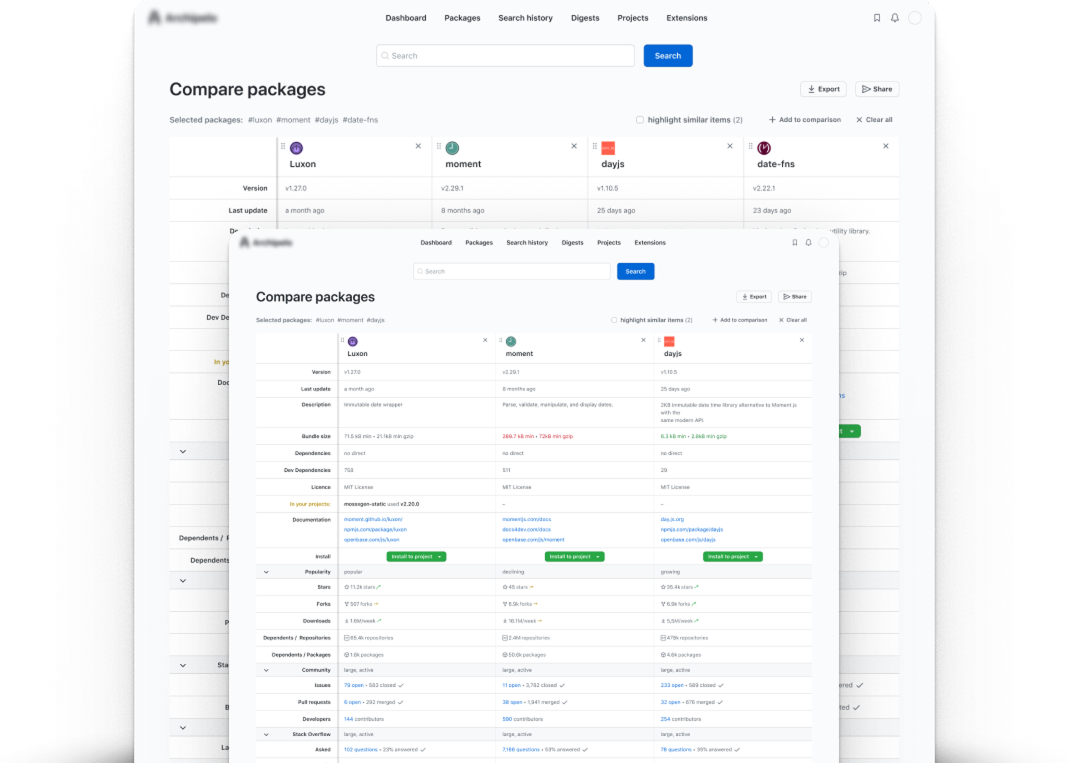 Dashboard Packages Search history Digests Projects Extensions
Search Search
Compare packages Export Share
Selected packages: #luxon #moment #dayjs #date-fns highlight similar items (2) Add to comparison Clear all
Luxon moment dayjs date-fns
Version v1.27.0 v2.29.1 v1.10.5 v2.22.1
Last update a month ago 8 months ago 25 days ago 23 days ago
utility library.
Dashboard Packages Search history Digests Projects Extensions
Search Search
Compare packages Export Share
Selected packages: #luxon #moment #dayjs highlight similar items (2) Add to comparison Clear all
Luxon moment dayjs
Version v1.27.0 v2.29.1 v1.10.5
Last update a month ago 8 months ago 25 days ago
Description Immutable date wrapper Parse, validate, manipulate, and display dates. 2KB immutable date time library alternative to Moment.js
with the
same modern API
Bundle size 71.8 kB min • 21.1kB min gzip 288.7 kB min • 72kB min gzip 6.3 kB min • 2.6kB min gzip
Dependencies no direct no direct no direct
Dev Dependencies 758 511 29
Licence MIT License MIT License MIT License
In your projects: mosesgen-static used v2.20.0 – –
Documentation moment.github.io/luxon/ momentjs.com/docs day.js.org
npmjs.com/package/luxon docs4dev.com/docs npmjs.com/package/dayjs
openbase.com/js/luxon openbase.com/js/moment openbase.com/js/dayjs
Install Install to project Install to project Install to project
Popularity popular declining growing
Stars 11.2k stars 45 stars 35.4k stars
Forks 597 forks 6.9k forks 6.9k forks
Downloads 1.6M/week 16.1M/week 5.5M/week
Dependents / Repositories 65.4k repositories 2.4M repositories 479k repositories
Dependents / Packages 1.8k packages 50.6k packages 4.6k packages
Community large, active large, active large, active
Issues 79 open • 583 closed 11 open • 3,762 closed 233 open • 589 closed
Pull requests 6 open • 292 merged 38 open • 1,941 merged 32 open • 676 merged
Developers 144 contributors 590 contributors 254 contributors
Stack Overflow large, active large, active large, active
Asked 102 questions • 23% answered 7,186 questions • 53% answered 78 questions • 35% answered